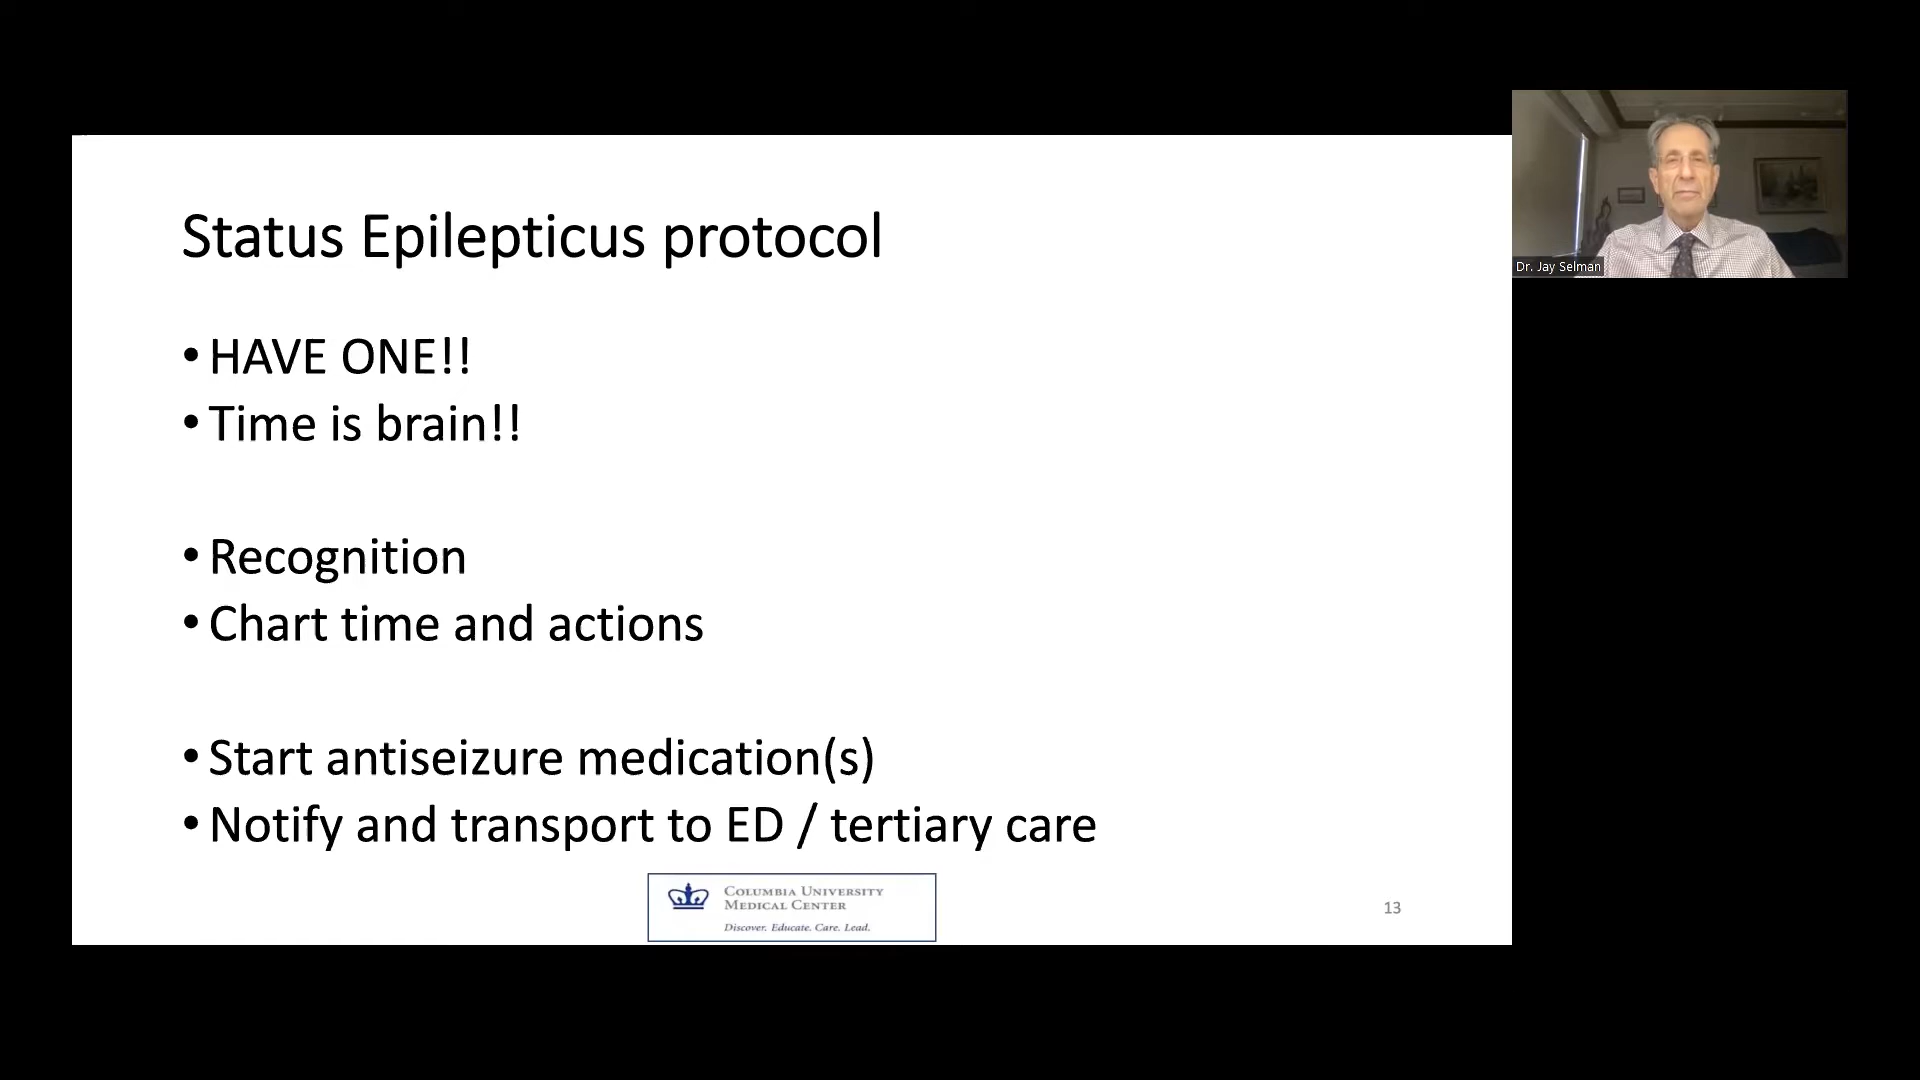 Status Epilepticus protocol
• HAVE ONE!!
• Time is brain!!
• Recognition
• Chart time and actions
• Start antiseizure medication(s)
• Notify and transport to ED / tertiary care
COLUMBIA UNIVERSITY
MEDICAL CENTER
Discover. Educate. Care. Lead.
13
Dr. Jay Selman